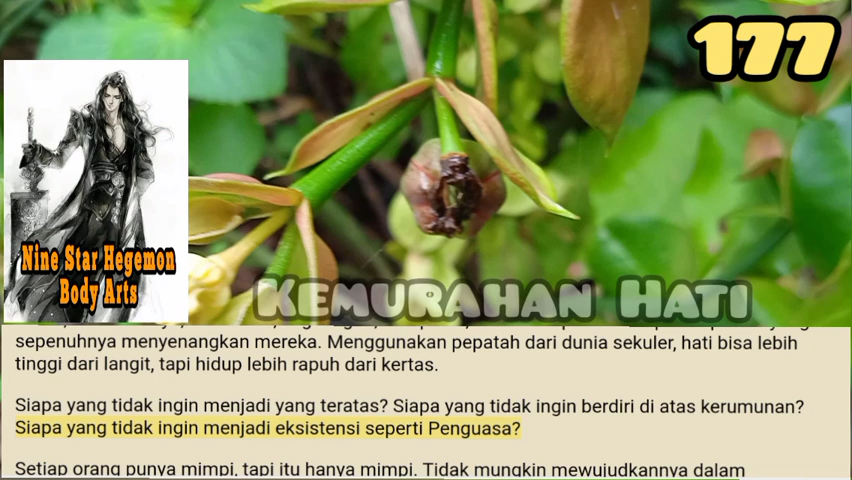 177
Nine Star Hegemon
Body Arts
Kemurahan Hati
sepenuhnya menyenangkan mereka. Menggunakan pepatah dari dunia sekuler, hati bisa lebih
tinggi dari langit, tapi hidup lebih rapuh dari kertas.
Siapa yang tidak ingin menjadi yang teratas? Siapa yang tidak ingin berdiri di atas kerumunan?
Siapa yang tidak ingin menjadi eksistensi seperti Penguasa?
Setiap orang punya mimpi, tapi itu hanya mimpi. Tidak mungkin mewujudkannya dalam